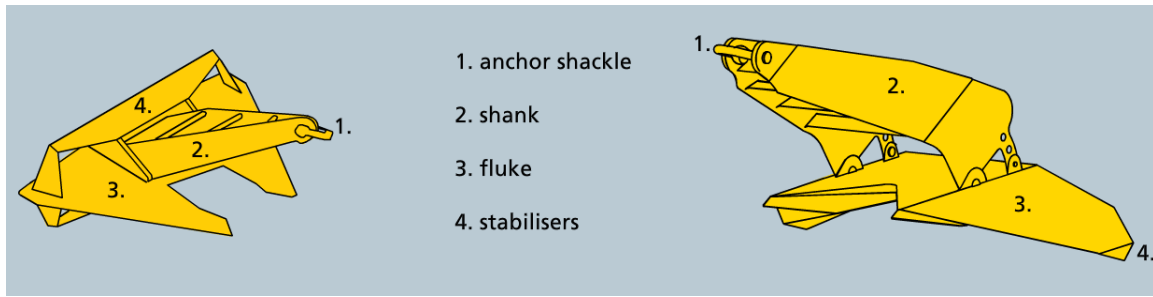 4.
2.
3.
1.
1. anchor shackle
2. shank
3. fluke
4. stabilisers
1.
2.
3.
4.